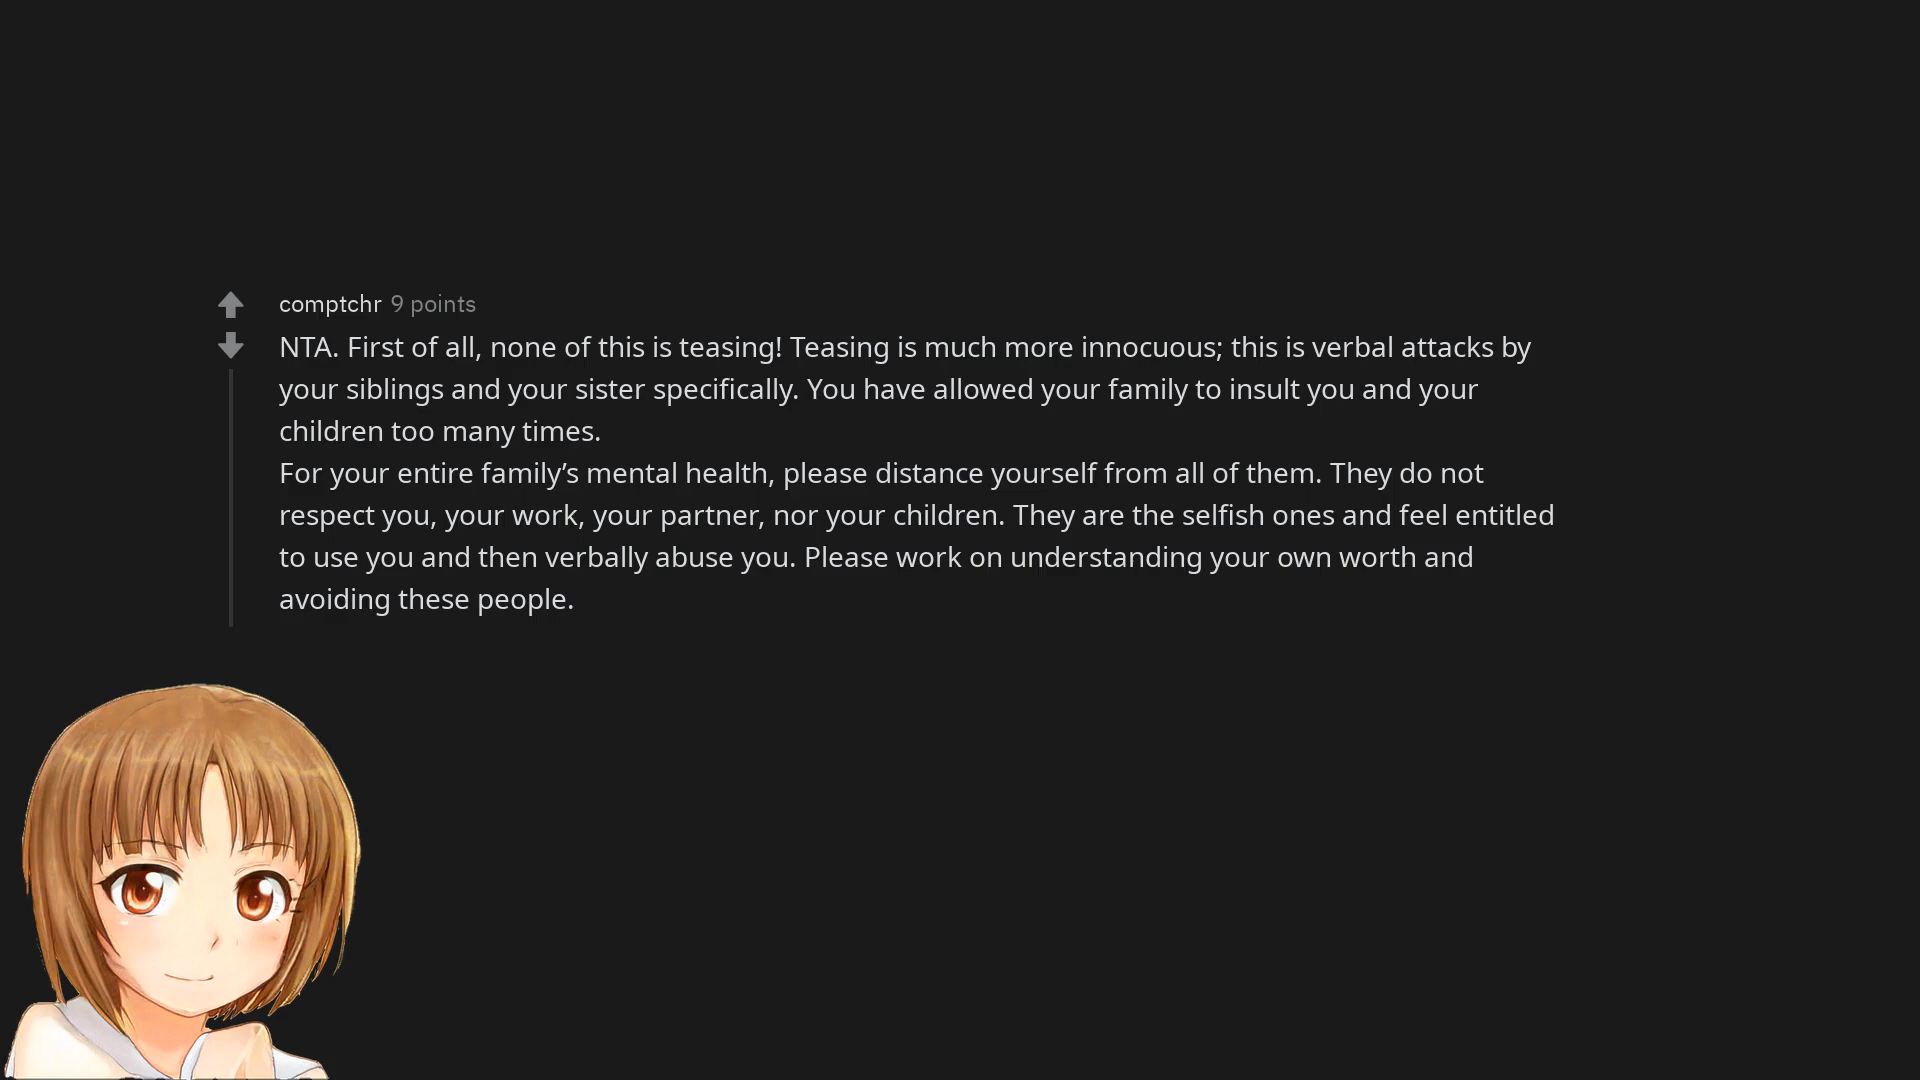 comptchr 9 points
NTA. First of all, none of this is teasing! Teasing is much more innocuous; this is verbal attacks by
your siblings and your sister specifically. You have allowed your family to insult you and your
children too many times.
For your entire family’s mental health, please distance yourself from all of them. They do not
respect you, your work, your partner, nor your children. They are the selfish ones and feel entitled
to use you and then verbally abuse you. Please work on understanding your own worth and
avoiding these people.